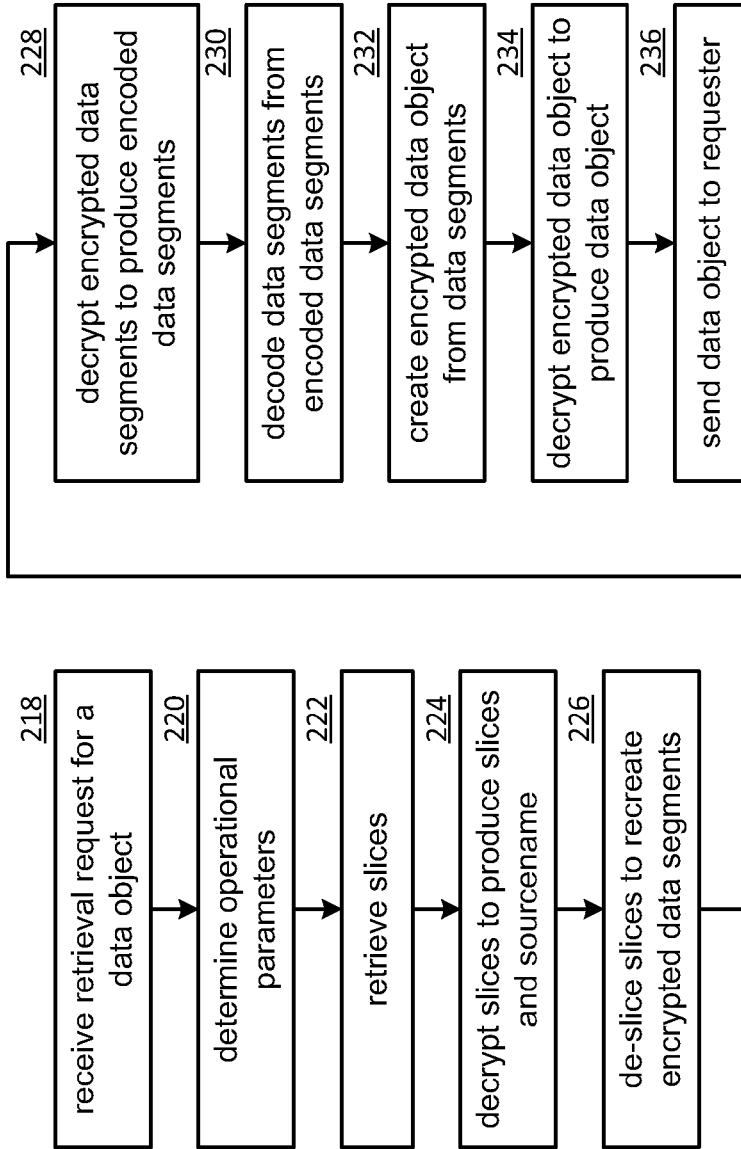 218
receive retrieval request for a
data object
220
determine operational
parameters
222
retrieve slices
224
decrypt slices to produce slices
and sourcename
226
de-slice slices to recreate
encrypted data segments
228
decrypt encrypted data
segments to produce encoded
data segments
230
decode data segments from
encoded data segments
232
create encrypted data object
from data segments
234
decrypt encrypted data object to
produce data object
236
send data object to requester